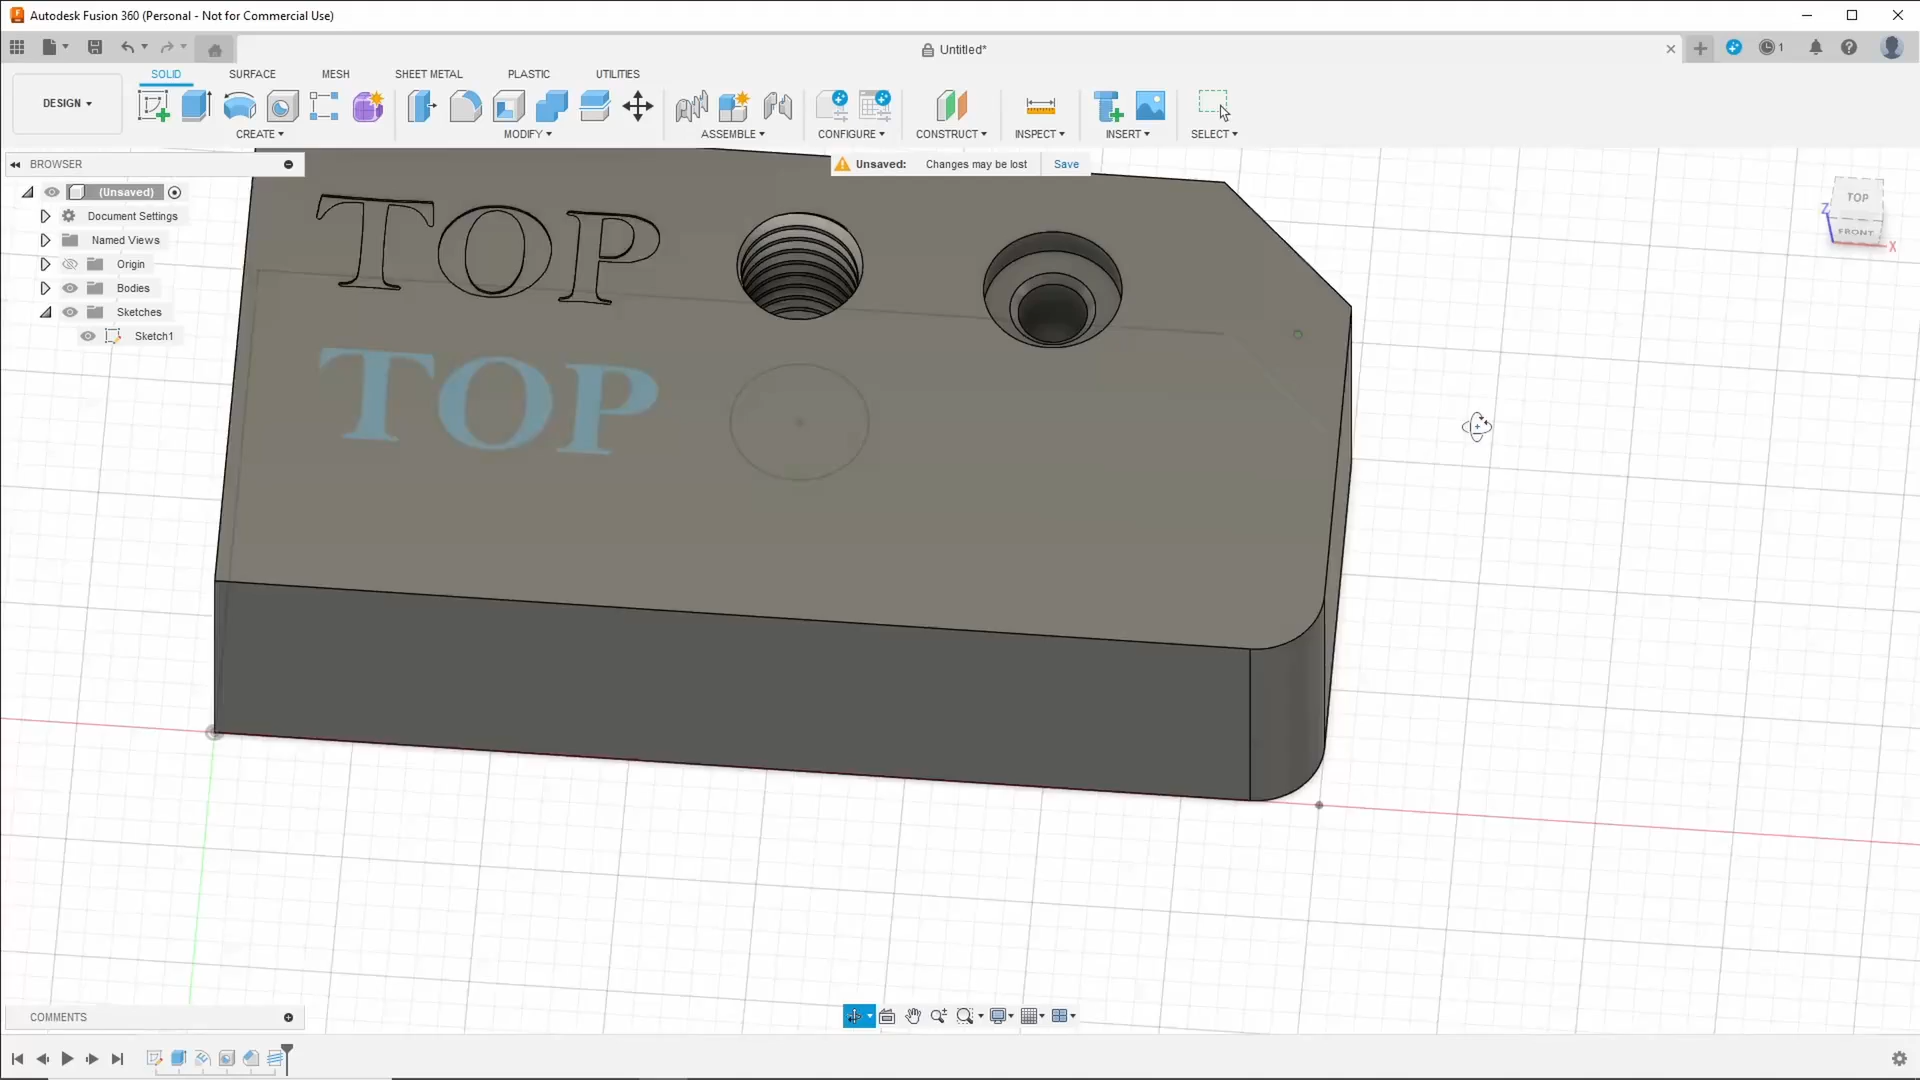 Autodesk Fusion 360 (Personal - Not for Commercial Use)
Untitled*
1
DESIGN
SOLID SURFACE MESH SHEET METAL PLASTIC UTILITIES
CREATE MODIFY ASSEMBLE CONFIGURE CONSTRUCT INSPECT INSERT SELECT
BROWSER
Unsaved: Changes may be lost Save
(Unsaved)
Document Settings
Named Views
Origin
Bodies
Sketches
Sketch1
TOP
TOP
TOP
FRONT
Z
X
COMMENTS